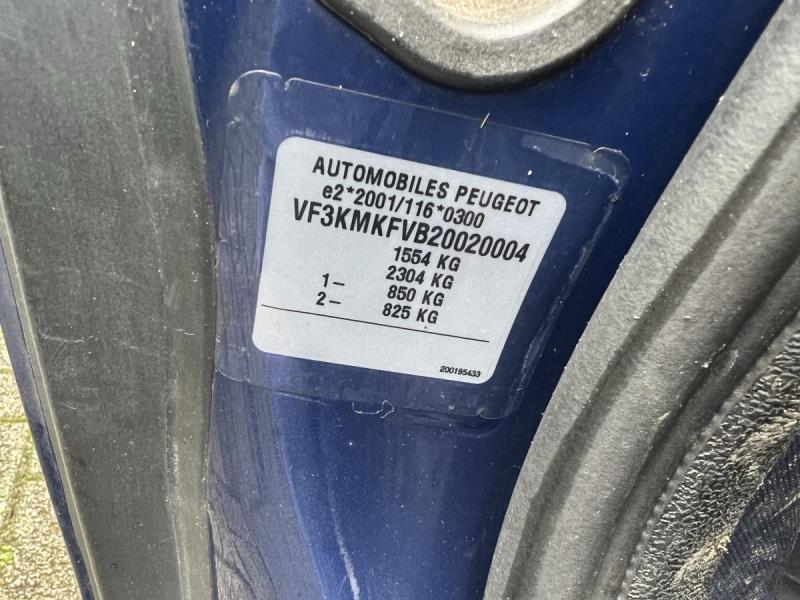 AUTOMOBILES PEUGEOT
e2*2001/116*0300
VF3KMKFVB20020004
1554 KG
2304 KG
1- 850 KG
2- 825 KG
200195433